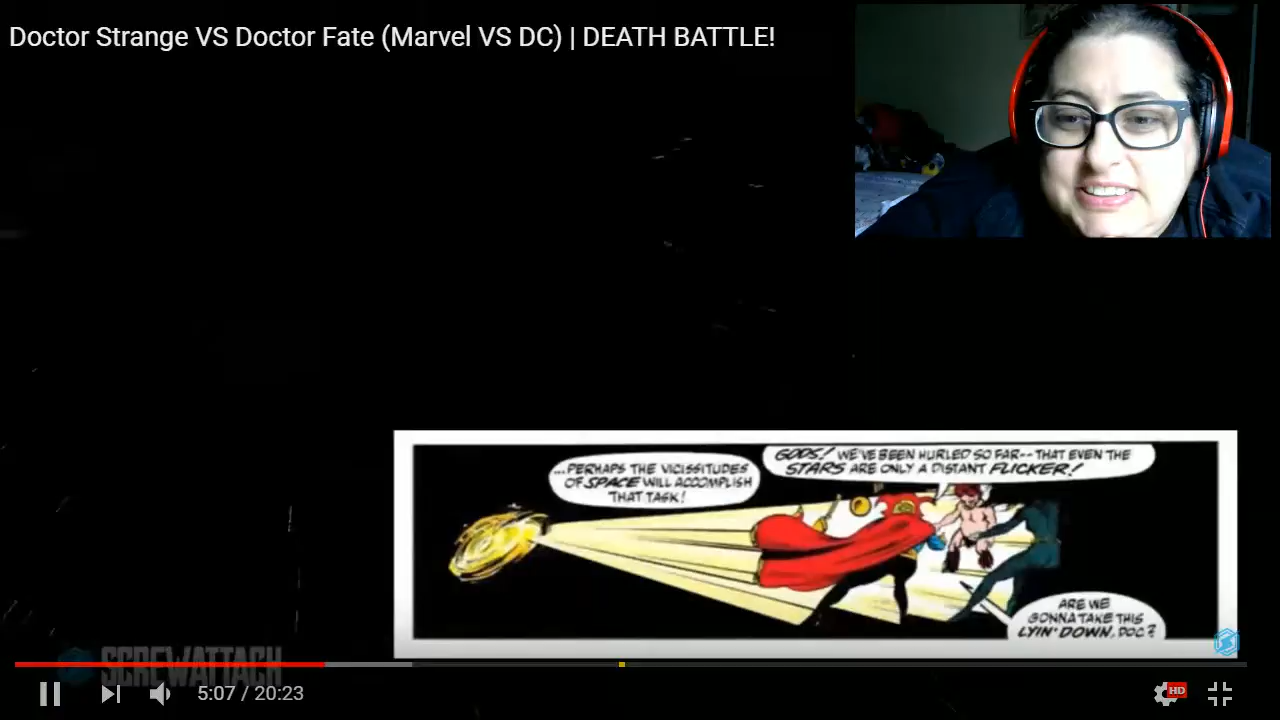 Doctor Strange VS Doctor Fate (Marvel VS DC) | DEATH BATTLE!
...PERHAPS THE VICISSITUDES
OF SPACE WILL ACCOMPLISH
THAT TASK!
GODS! WE'VE BEEN HURLED SO FAR--THAT EVEN THE
STARS ARE ONLY A DISTANT FLICKER!
ARE WE
GONNA TAKE THIS
LYIN' DOWN, DOC?
SCREWATTACK
5:07 / 20:23
HD